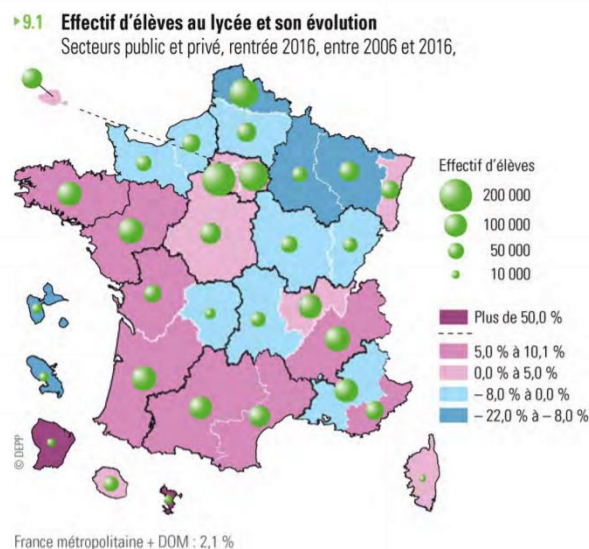 ▸9.1 Effectif d’élèves au lycée et son évolution
Secteurs public et privé, rentrée 2016, entre 2006 et 2016,
Effectif d’élèves
200 000
100 000
50 000
10 000
Plus de 50,0 %
5,0 % à 10,1 %
0,0 % à 5,0 %
– 8,0 % à 0,0 %
– 22,0 % à – 8,0 %
© DEPP
France métropolitaine + DOM : 2,1 %